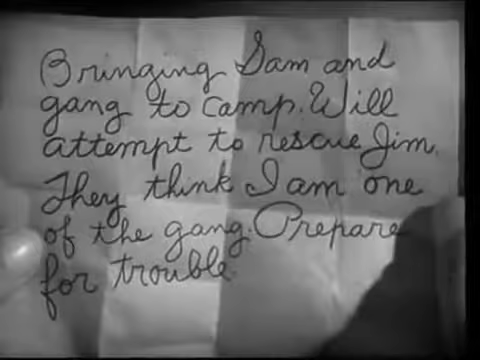 Bringing Sam and
gang to camp. Will
attempt to rescue Jim.
They think I am one
of the gang. Prepare
for trouble.